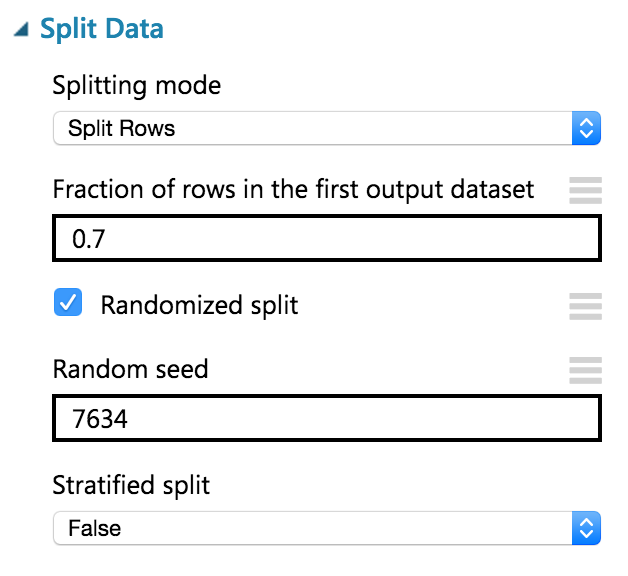 Split Data
Splitting mode
Split Rows
Fraction of rows in the first output dataset
0.7
Randomized split
Random seed
7634
Stratified split
False